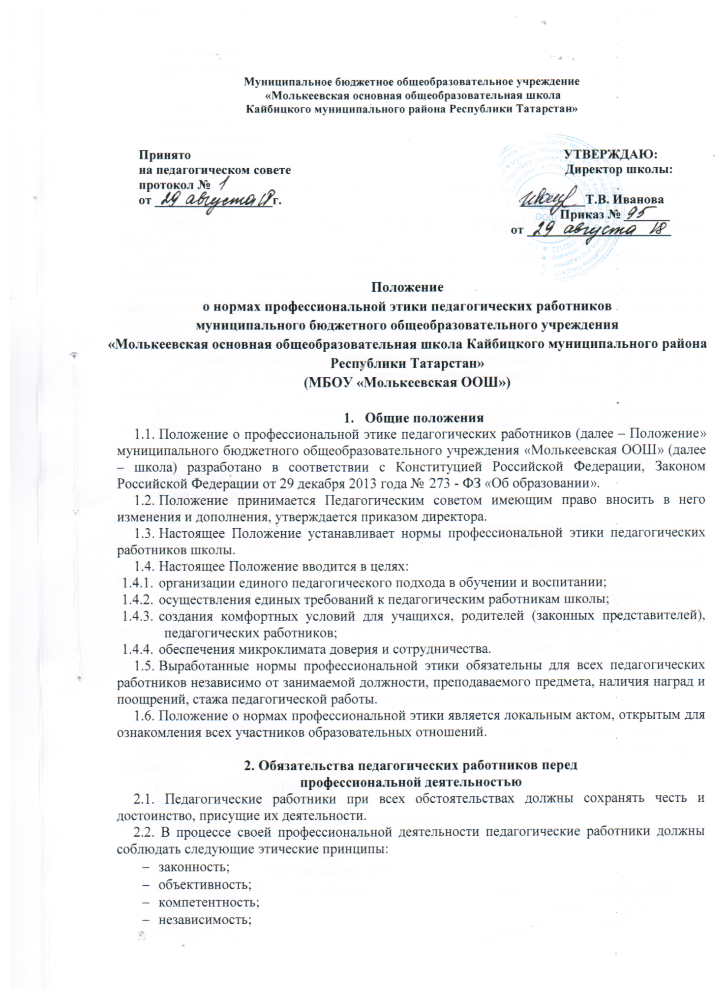 Муниципальное бюджетное общеобразовательное учреждение
«Молькеевская основная общеобразовательная школа
Кайбицкого муниципального района Республики Татарстан»
Принято
на педагогическом совете
протокол № 1
от 29 августа 18 г.
УТВЕРЖДАЮ:
Директор школы:
Т.В. Иванова
Приказ № 95
от 29 августа 18
Положение
о нормах профессиональной этики педагогических работников
муниципального бюджетного общеобразовательного учреждения
«Молькеевская основная общеобразовательная школа Кайбицкого муниципального района
Республики Татарстан»
(МБОУ «Молькеевская ООШ»)
1. Общие положения
1.1. Положение о профессиональной этике педагогических работников (далее – Положение»
муниципального бюджетного общеобразовательного учреждения «Молькеевская ООШ» (далее
– школа) разработано в соответствии с Конституцией Российской Федерации, Законом
Российской Федерации от 29 декабря 2013 года № 273 - ФЗ «Об образовании».
1.2. Положение принимается Педагогическим советом имеющим право вносить в него
изменения и дополнения, утверждается приказом директора.
1.3. Настоящее Положение устанавливает нормы профессиональной этики педагогических
работников школы.
1.4. Настоящее Положение вводится в целях:
1.4.1. организации единого педагогического подхода в обучении и воспитании;
1.4.2. осуществления единых требований к педагогическим работникам школы;
1.4.3. создания комфортных условий для учащихся, родителей (законных представителей),
педагогических работников;
1.4.4. обеспечения микроклимата доверия и сотрудничества.
1.5. Выработанные нормы профессиональной этики обязательны для всех педагогических
работников независимо от занимаемой должности, преподаваемого предмета, наличия наград и
поощрений, стажа педагогической работы.
1.6. Положение о нормах профессиональной этики является локальным актом, открытым для
ознакомления всех участников образовательных отношений.
2. Обязательства педагогических работников перед
профессиональной деятельностью
2.1. Педагогические работники при всех обстоятельствах должны сохранять честь и
достоинство, присущие их деятельности.
2.2. В процессе своей профессиональной деятельности педагогические работники должны
соблюдать следующие этические принципы:
– законность;
– объективность;
– компетентность;
– независимость;